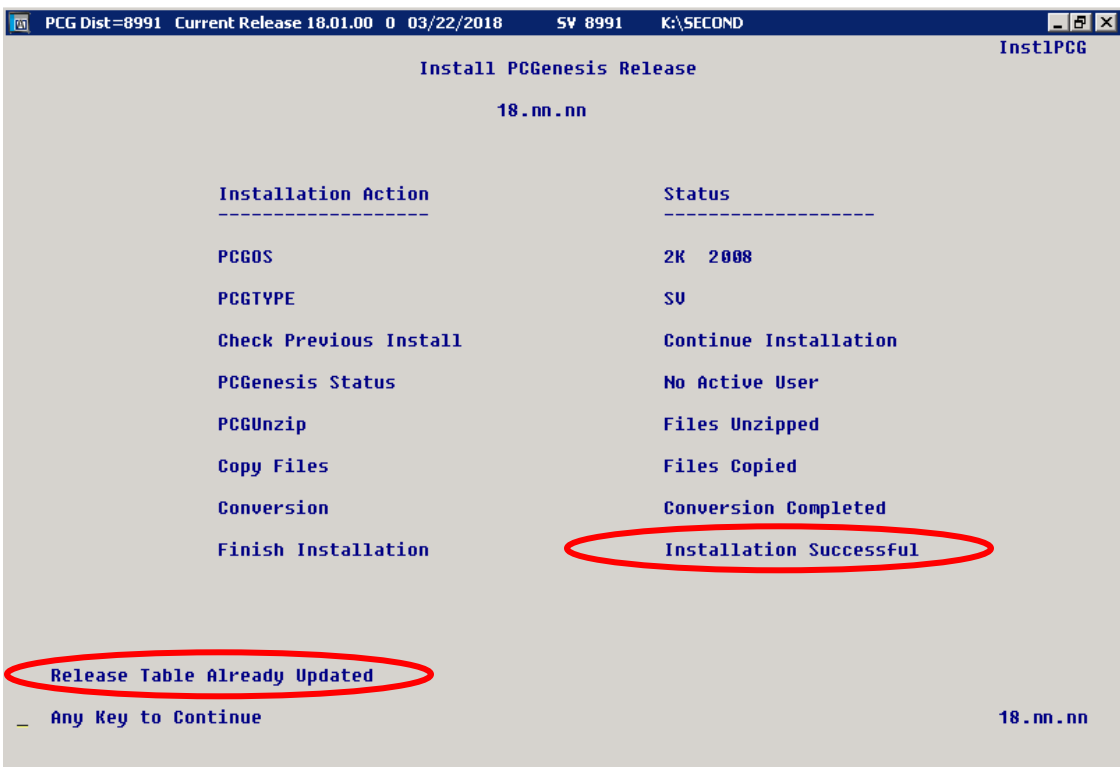 PCG Dist=8991 Current Release 18.01.00 0 03/22/2018 SV 8991 K:\SECOND
InstlPCG
Install PCGenesis Release
18.nn.nn
Installation Action Status
------------------- -------------------
PCGOS 2K 2008
PCGTYPE SV
Check Previous Install Continue Installation
PCGenesis Status No Active User
PCGUnzip Files Unzipped
Copy Files Files Copied
Conversion Conversion Completed
Finish Installation Installation Successful
Release Table Already Updated
_ Any Key to Continue 18.nn.nn